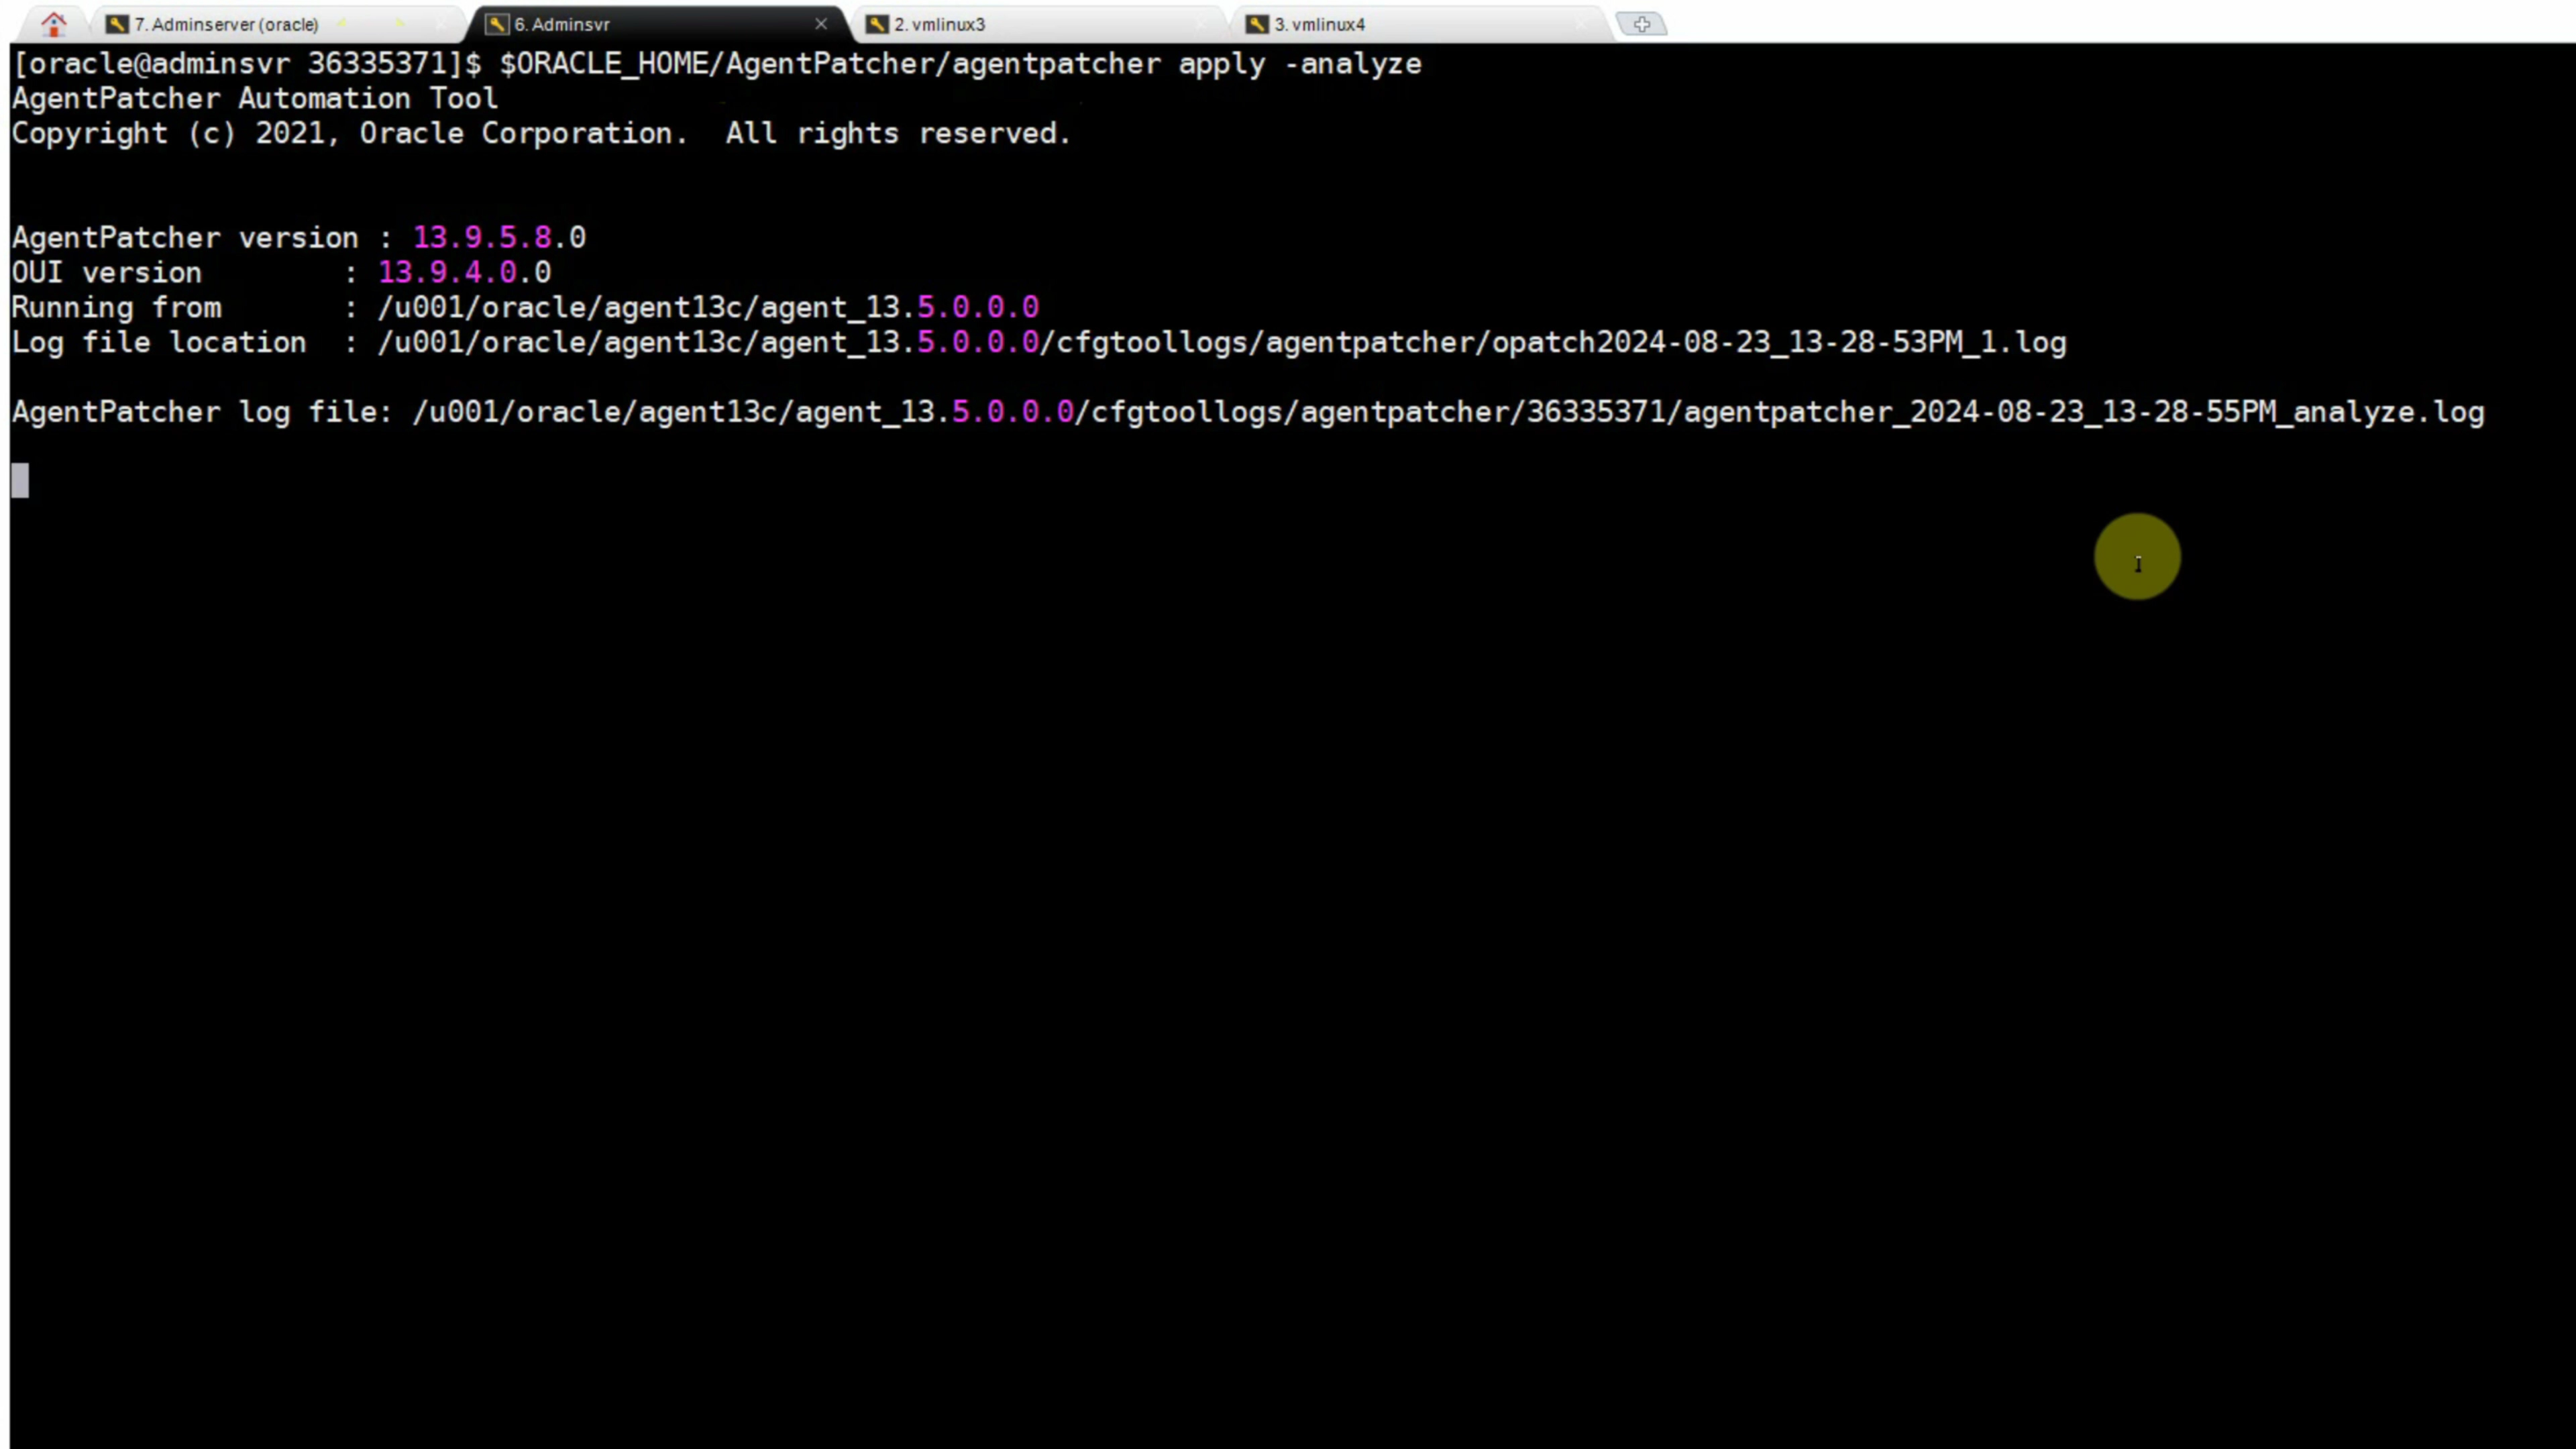 7. Adminserver (oracle)
6. Adminsvr
2. vmlinux3
3. vmlinux4
[oracle@adminsvr 36335371]$ $ORACLE_HOME/AgentPatcher/agentpatcher apply -analyze
AgentPatcher Automation Tool
Copyright (c) 2021, Oracle Corporation.  All rights reserved.
AgentPatcher version : 13.9.5.8.0
OUI version          : 13.9.4.0.0
Running from         : /u001/oracle/agent13c/agent_13.5.0.0.0
Log file location    : /u001/oracle/agent13c/agent_13.5.0.0.0/cfgtoollogs/agentpatcher/opatch2024-08-23_13-28-53PM_1.log
AgentPatcher log file: /u001/oracle/agent13c/agent_13.5.0.0.0/cfgtoollogs/agentpatcher/36335371/agentpatcher_2024-08-23_13-28-55PM_analyze.log